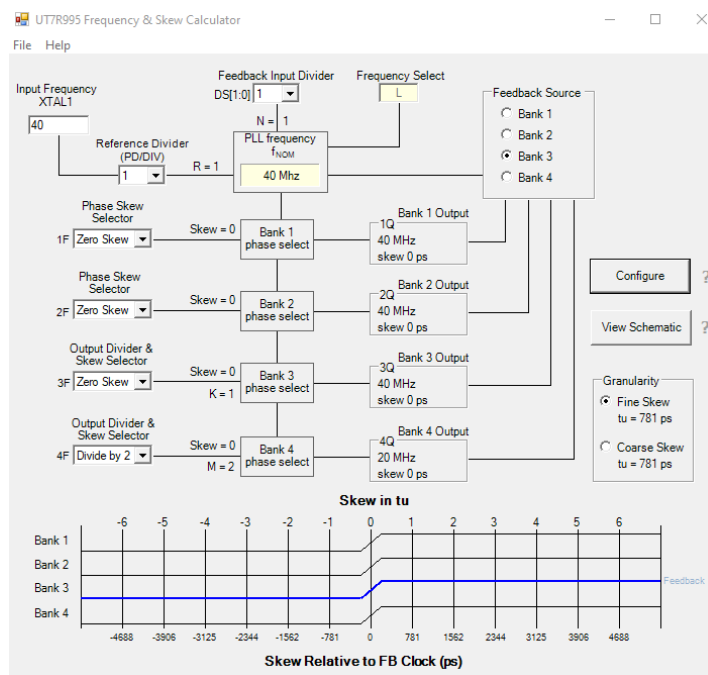 UT7R995 Frequency & Skew Calculator
File Help
Feedback Input Divider
DS[1:0] 1
Frequency Select
L
Input Frequency
XTAL1
40
Feedback Source
Bank 1
Bank 2
Bank 3
Bank 4
N = 1
Reference Divider
(PD/DIV)
1
R = 1
PLL frequency
fNOM
40 Mhz
Phase Skew
Selector
1F Zero Skew
Skew = 0
Bank 1
phase select
Bank 1 Output
1Q
40 MHz
skew 0 ps
Phase Skew
Selector
2F Zero Skew
Skew = 0
Bank 2
phase select
Bank 2 Output
2Q
40 MHz
skew 0 ps
Configure ?
View Schematic ?
Output Divider &
Skew Selector
3F Zero Skew
Skew = 0
K = 1
Bank 3
phase select
Bank 3 Output
3Q
40 MHz
skew 0 ps
Granularity
Fine Skew
tu = 781 ps
Coarse Skew
tu = 781 ps
Output Divider &
Skew Selector
4F Divide by 2
Skew = 0
M = 2
Bank 4
phase select
Bank 4 Output
4Q
20 MHz
skew 0 ps
Skew in tu
-6 -5 -4 -3 -2 -1 0 1 2 3 4 5 6
Bank 1
Bank 2
Bank 3
Feedback
Bank 4
-4688 -3906 -3125 -2344 -1562 -781 0 781 1562 2344 3125 3906 4688
Skew Relative to FB Clock (ps)